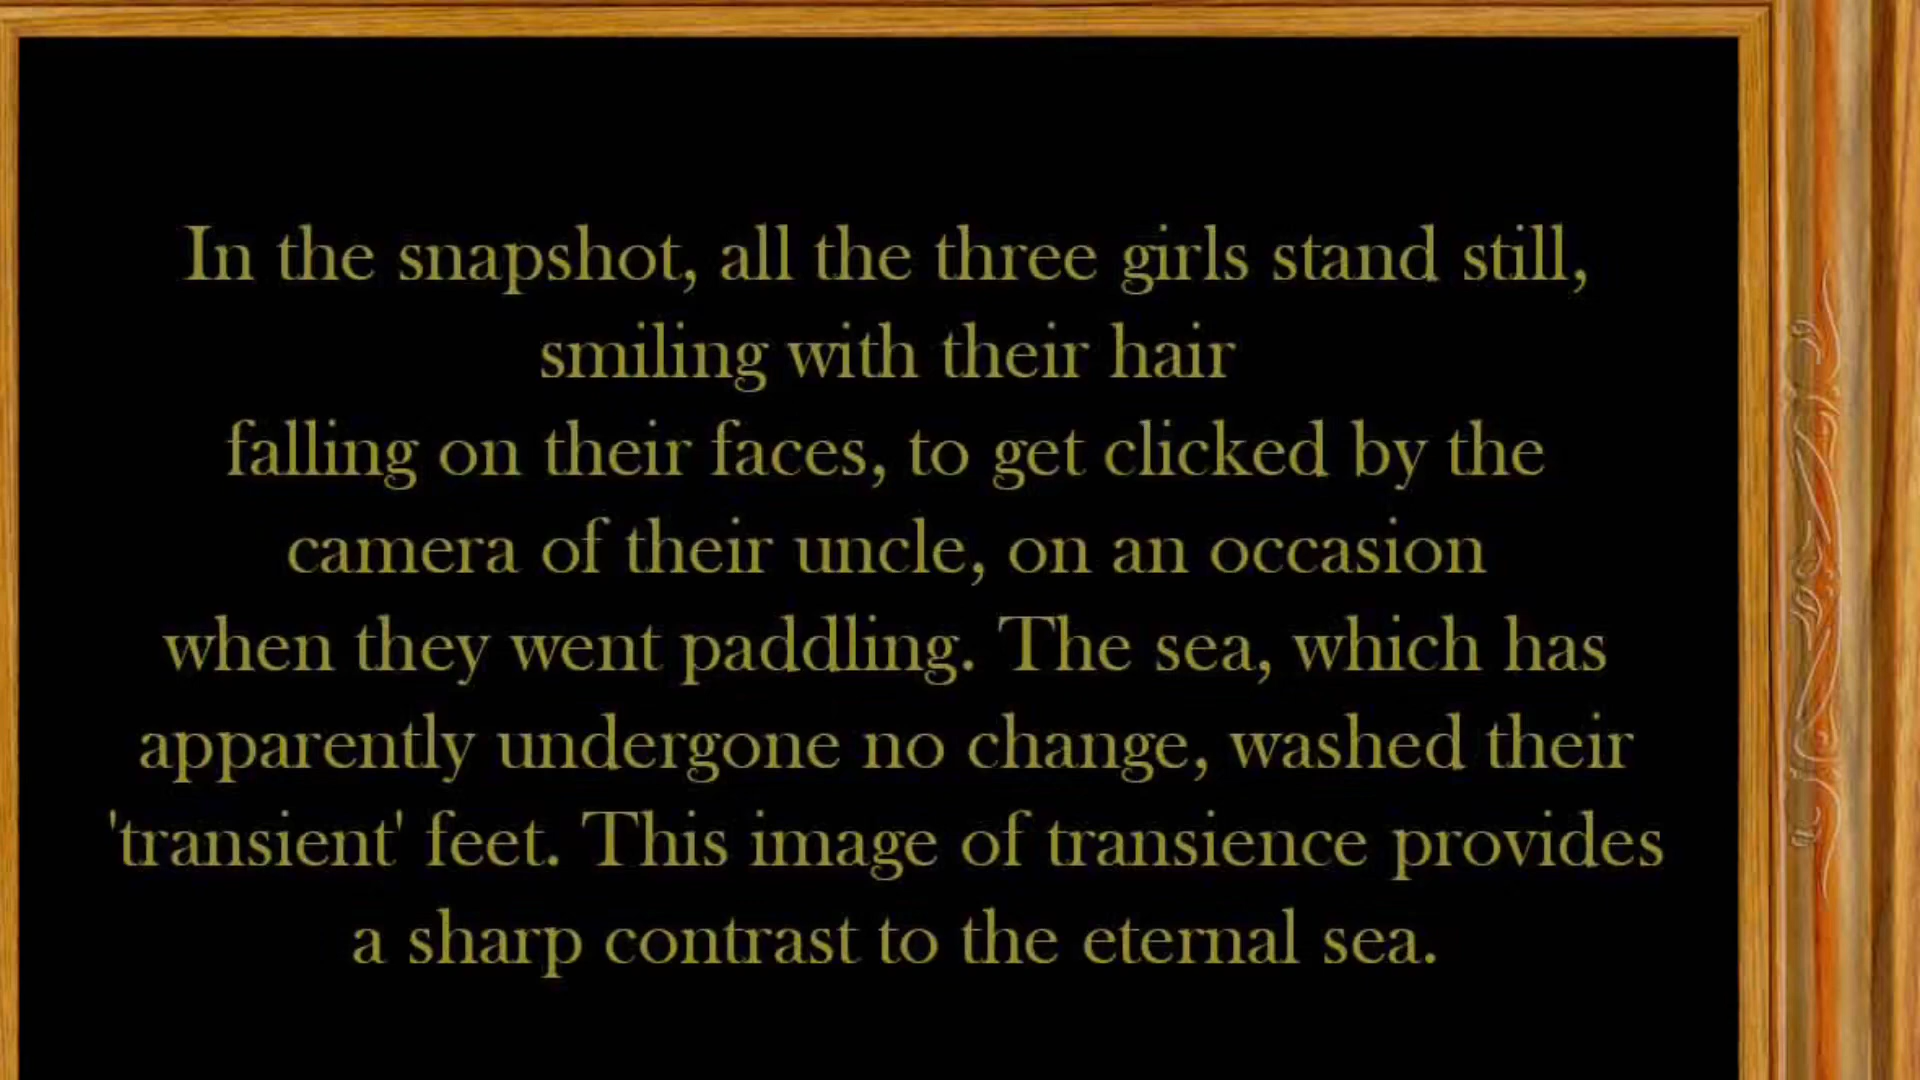 In the snapshot, all the three girls stand still,
smiling with their hair
falling on their faces, to get clicked by the
camera of their uncle, on an occasion
when they went paddling. The sea, which has
apparently undergone no change, washed their
'transient' feet. This image of transience provides
a sharp contrast to the eternal sea.